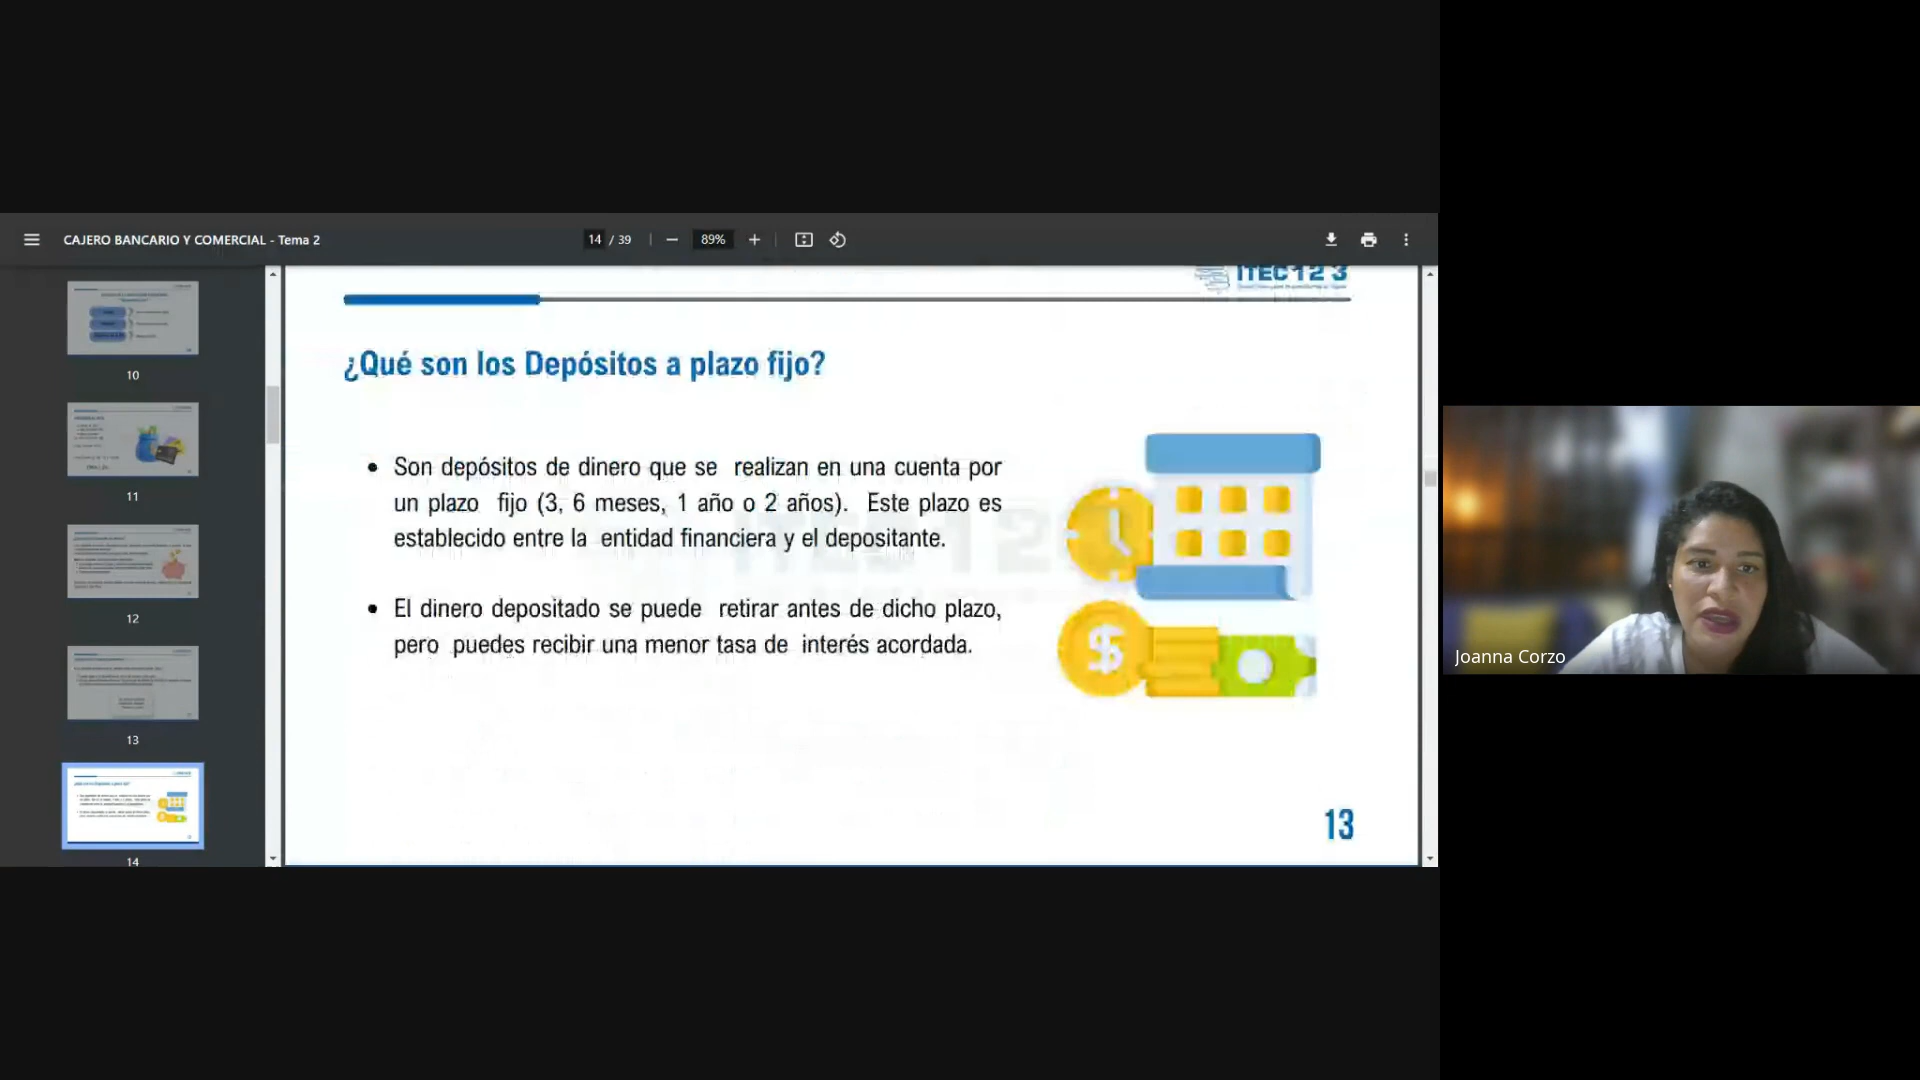 CAJERO BANCARIO Y COMERCIAL - Tema 2
14 / 39
89%
ITEC 12 3
10
11
12
13
14
¿Qué son los Depósitos a plazo fijo?
• Son depósitos de dinero que se realizan en una cuenta por
un plazo fijo (3, 6 meses, 1 año o 2 años). Este plazo es
establecido entre la entidad financiera y el depositante.
• El dinero depositado se puede retirar antes de dicho plazo,
pero puedes recibir una menor tasa de interés acordada.
$
13
Joanna Corzo